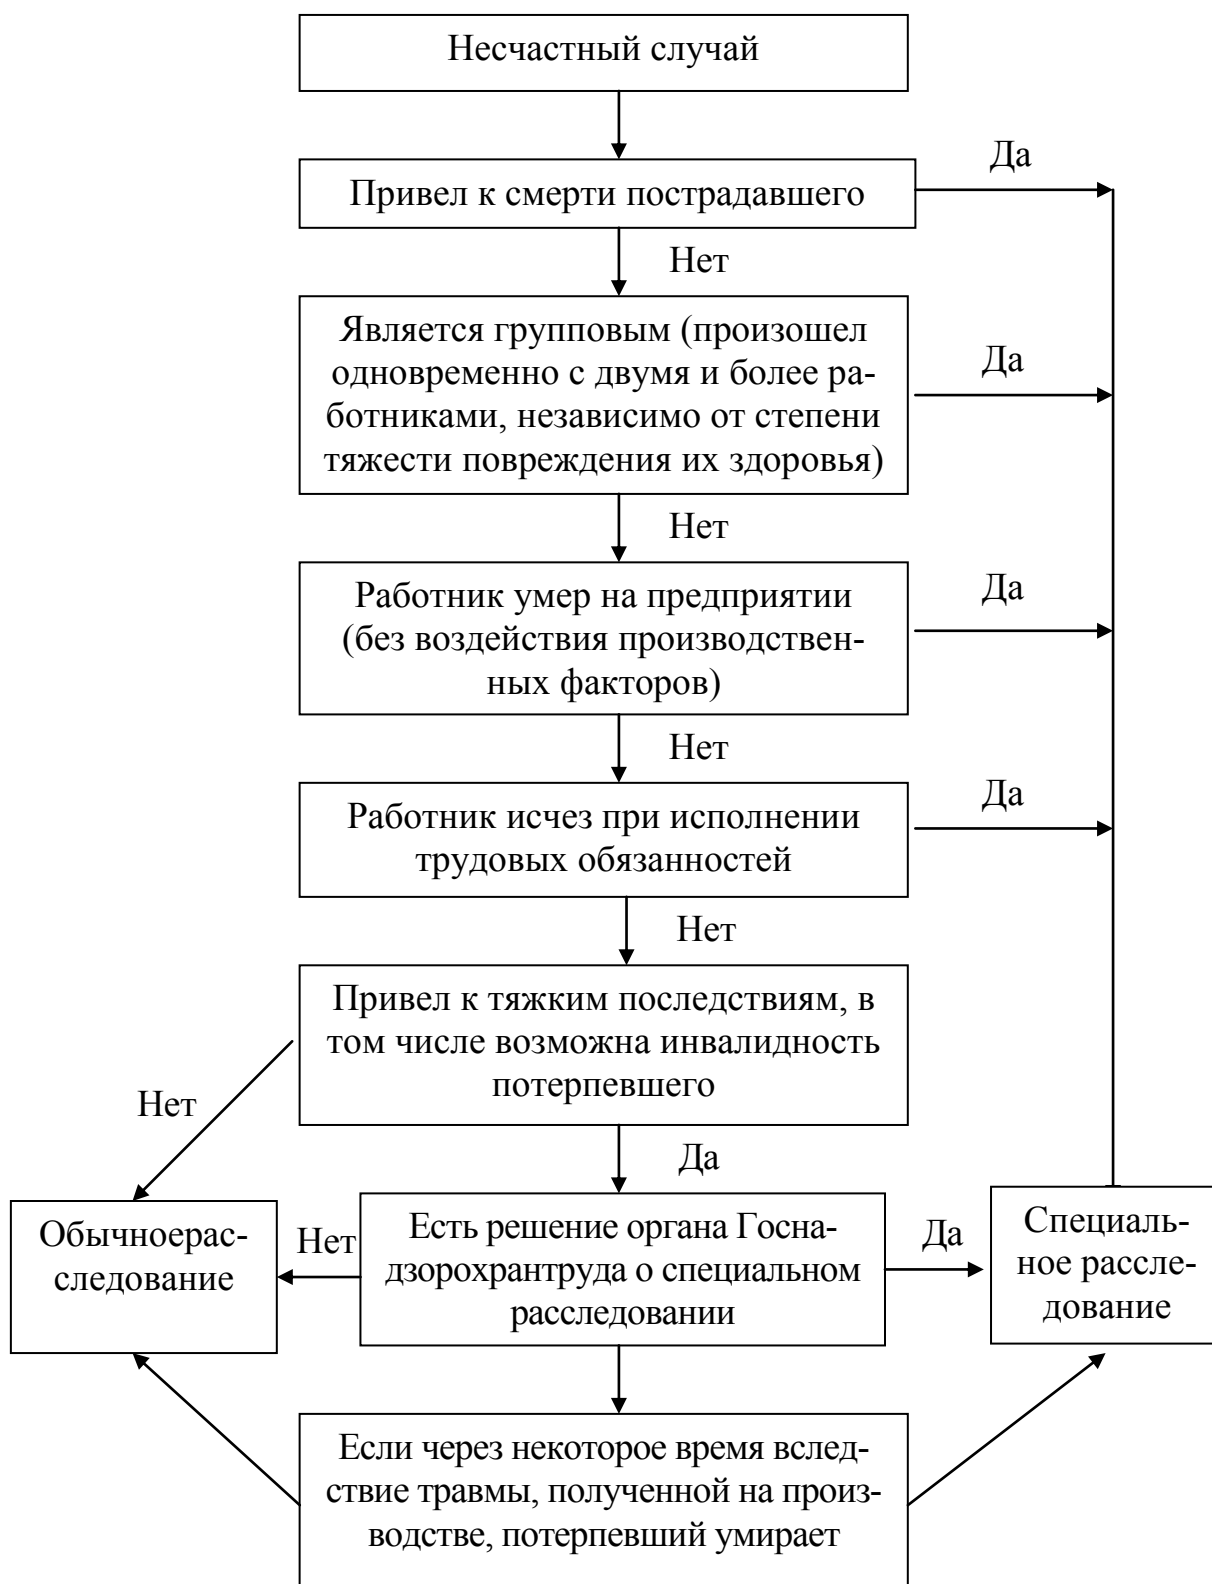 Несчастный случай
Да
Привел к смерти пострадавшего
Нет
Является групповым (произошел
одновременно с двумя и более ра-
ботниками, независимо от степени
тяжести повреждения их здоровья)
Да
Нет
Работник умер на предприятии
(без воздействия производствен-
ных факторов)
Да
Нет
Работник исчез при исполнении
трудовых обязанностей
Да
Нет
Привел к тяжким последствиям, в
том числе возможна инвалидность
потерпевшего
Нет
Да
Обычноерас-
следование
Нет
Есть решение органа Госна-
дзорохрантруда о специальном
расследовании
Да
Специаль-
ное рассле-
дование
Если через некоторое время вслед-
ствие травмы, полученной на произ-
водстве, потерпевший умирает